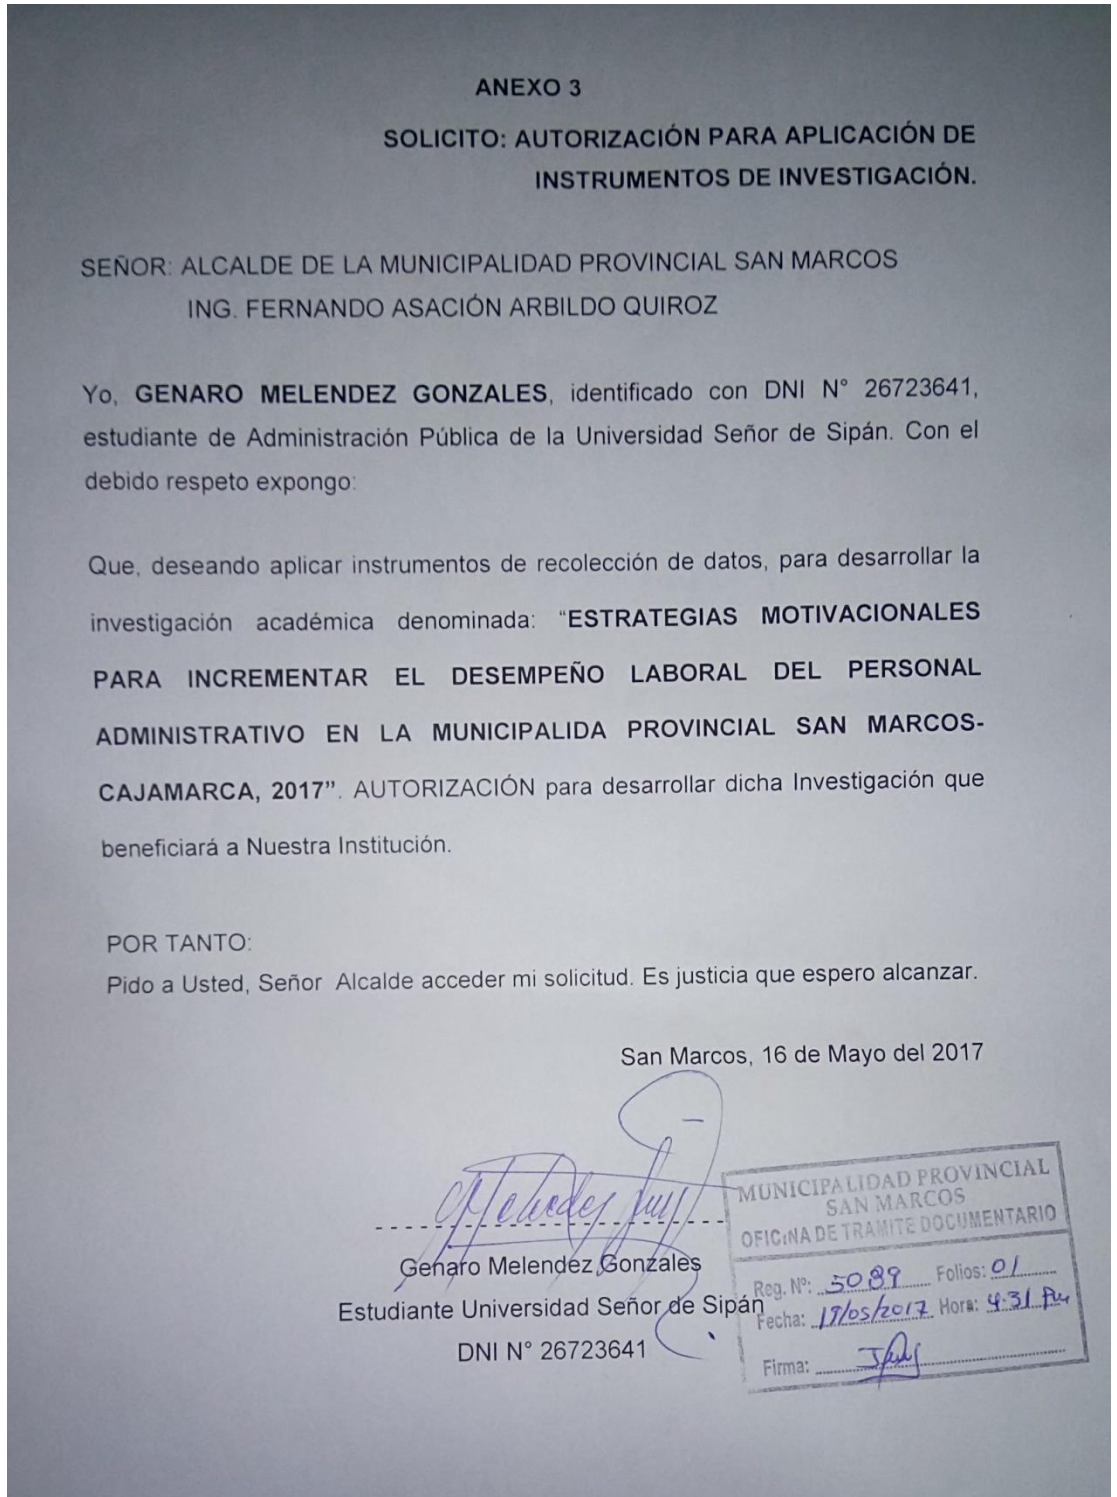 ANEXO 3
SOLICITO: AUTORIZACIÓN PARA APLICACIÓN DE
INSTRUMENTOS DE INVESTIGACIÓN.
SEÑOR: ALCALDE DE LA MUNICIPALIDAD PROVINCIAL SAN MARCOS
ING. FERNANDO ASACIÓN ARBILDO QUIROZ
Yo, GENARO MELENDEZ GONZALES, identificado con DNI N° 26723641,
estudiante de Administración Pública de la Universidad Señor de Sipán. Con el
debido respeto expongo:
Que, deseando aplicar instrumentos de recolección de datos, para desarrollar la
investigación académica denominada: “ESTRATEGIAS MOTIVACIONALES
PARA INCREMENTAR EL DESEMPEÑO LABORAL DEL PERSONAL
ADMINISTRATIVO EN LA MUNICIPALIDA PROVINCIAL SAN MARCOS-
CAJAMARCA, 2017”. AUTORIZACIÓN para desarrollar dicha Investigación que
beneficiará a Nuestra Institución.
POR TANTO:
Pido a Usted, Señor Alcalde acceder mi solicitud. Es justicia que espero alcanzar.
San Marcos, 16 de Mayo del 2017
Genaro Melendez Gonzales
Estudiante Universidad Señor de Sipán
DNI N° 26723641
MUNICIPALIDAD PROVINCIAL
SAN MARCOS
OFICINA DE TRAMITE DOCUMENTARIO
Reg. Nº: 5089 Folios: 01
Fecha: /05/2017 Hora: 4:31 Pm
Firma: